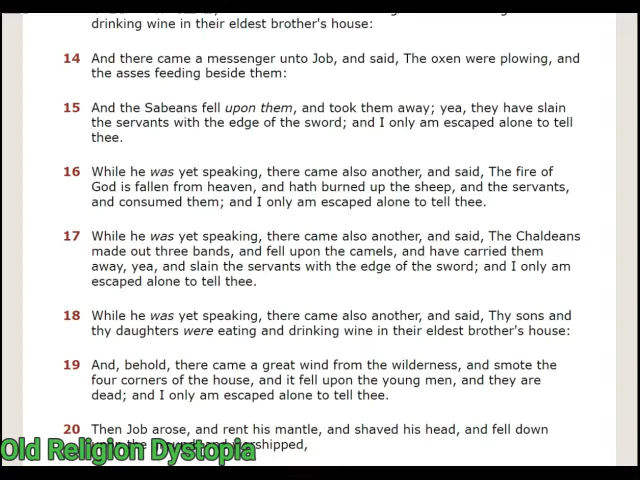 drinking wine in their eldest brother's house:
14 And there came a messenger unto Job, and said, The oxen were plowing, and
the asses feeding beside them:
15 And the Sabeans fell upon them, and took them away; yea, they have slain
the servants with the edge of the sword; and I only am escaped alone to tell
thee.
16 While he was yet speaking, there came also another, and said, The fire of
God is fallen from heaven, and hath burned up the sheep, and the servants,
and consumed them; and I only am escaped alone to tell thee.
17 While he was yet speaking, there came also another, and said, The Chaldeans
made out three bands, and fell upon the camels, and have carried them
away, yea, and slain the servants with the edge of the sword; and I only am
escaped alone to tell thee.
18 While he was yet speaking, there came also another, and said, Thy sons and
thy daughters were eating and drinking wine in their eldest brother's house:
19 And, behold, there came a great wind from the wilderness, and smote the
four corners of the house, and it fell upon the young men, and they are
dead; and I only am escaped alone to tell thee.
20 Then Job arose, and rent his mantle, and shaved his head, and fell down
worshipped,
Old Religion Dystopia